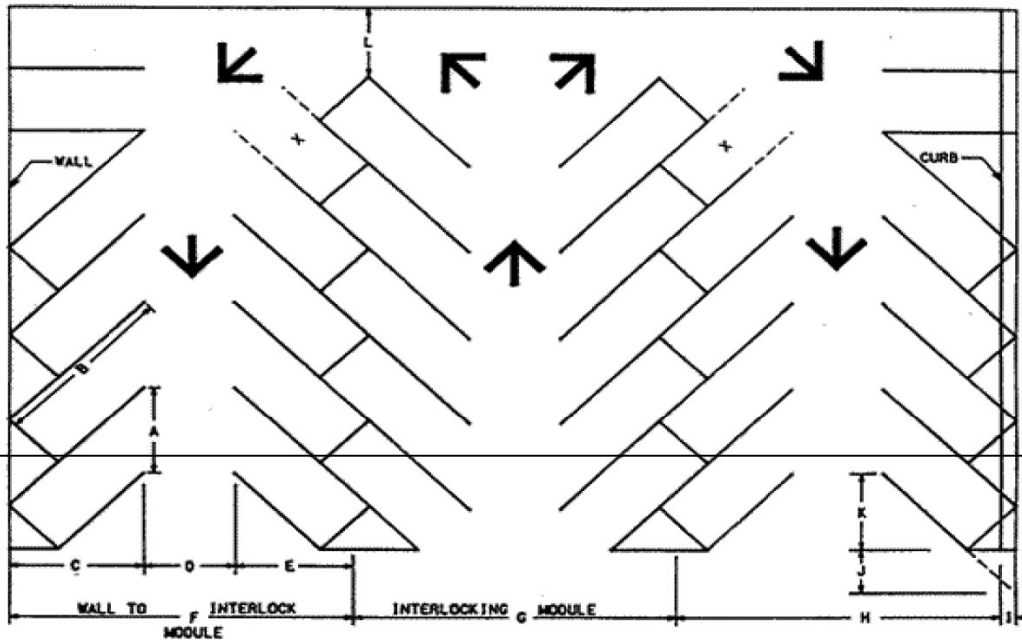 L
X
X
WALL
CURB
B
A
K
J
C
D
E
WALL TO
INTERLOCK
MODULE
F
INTERLOCKING MODULE
G
H
I